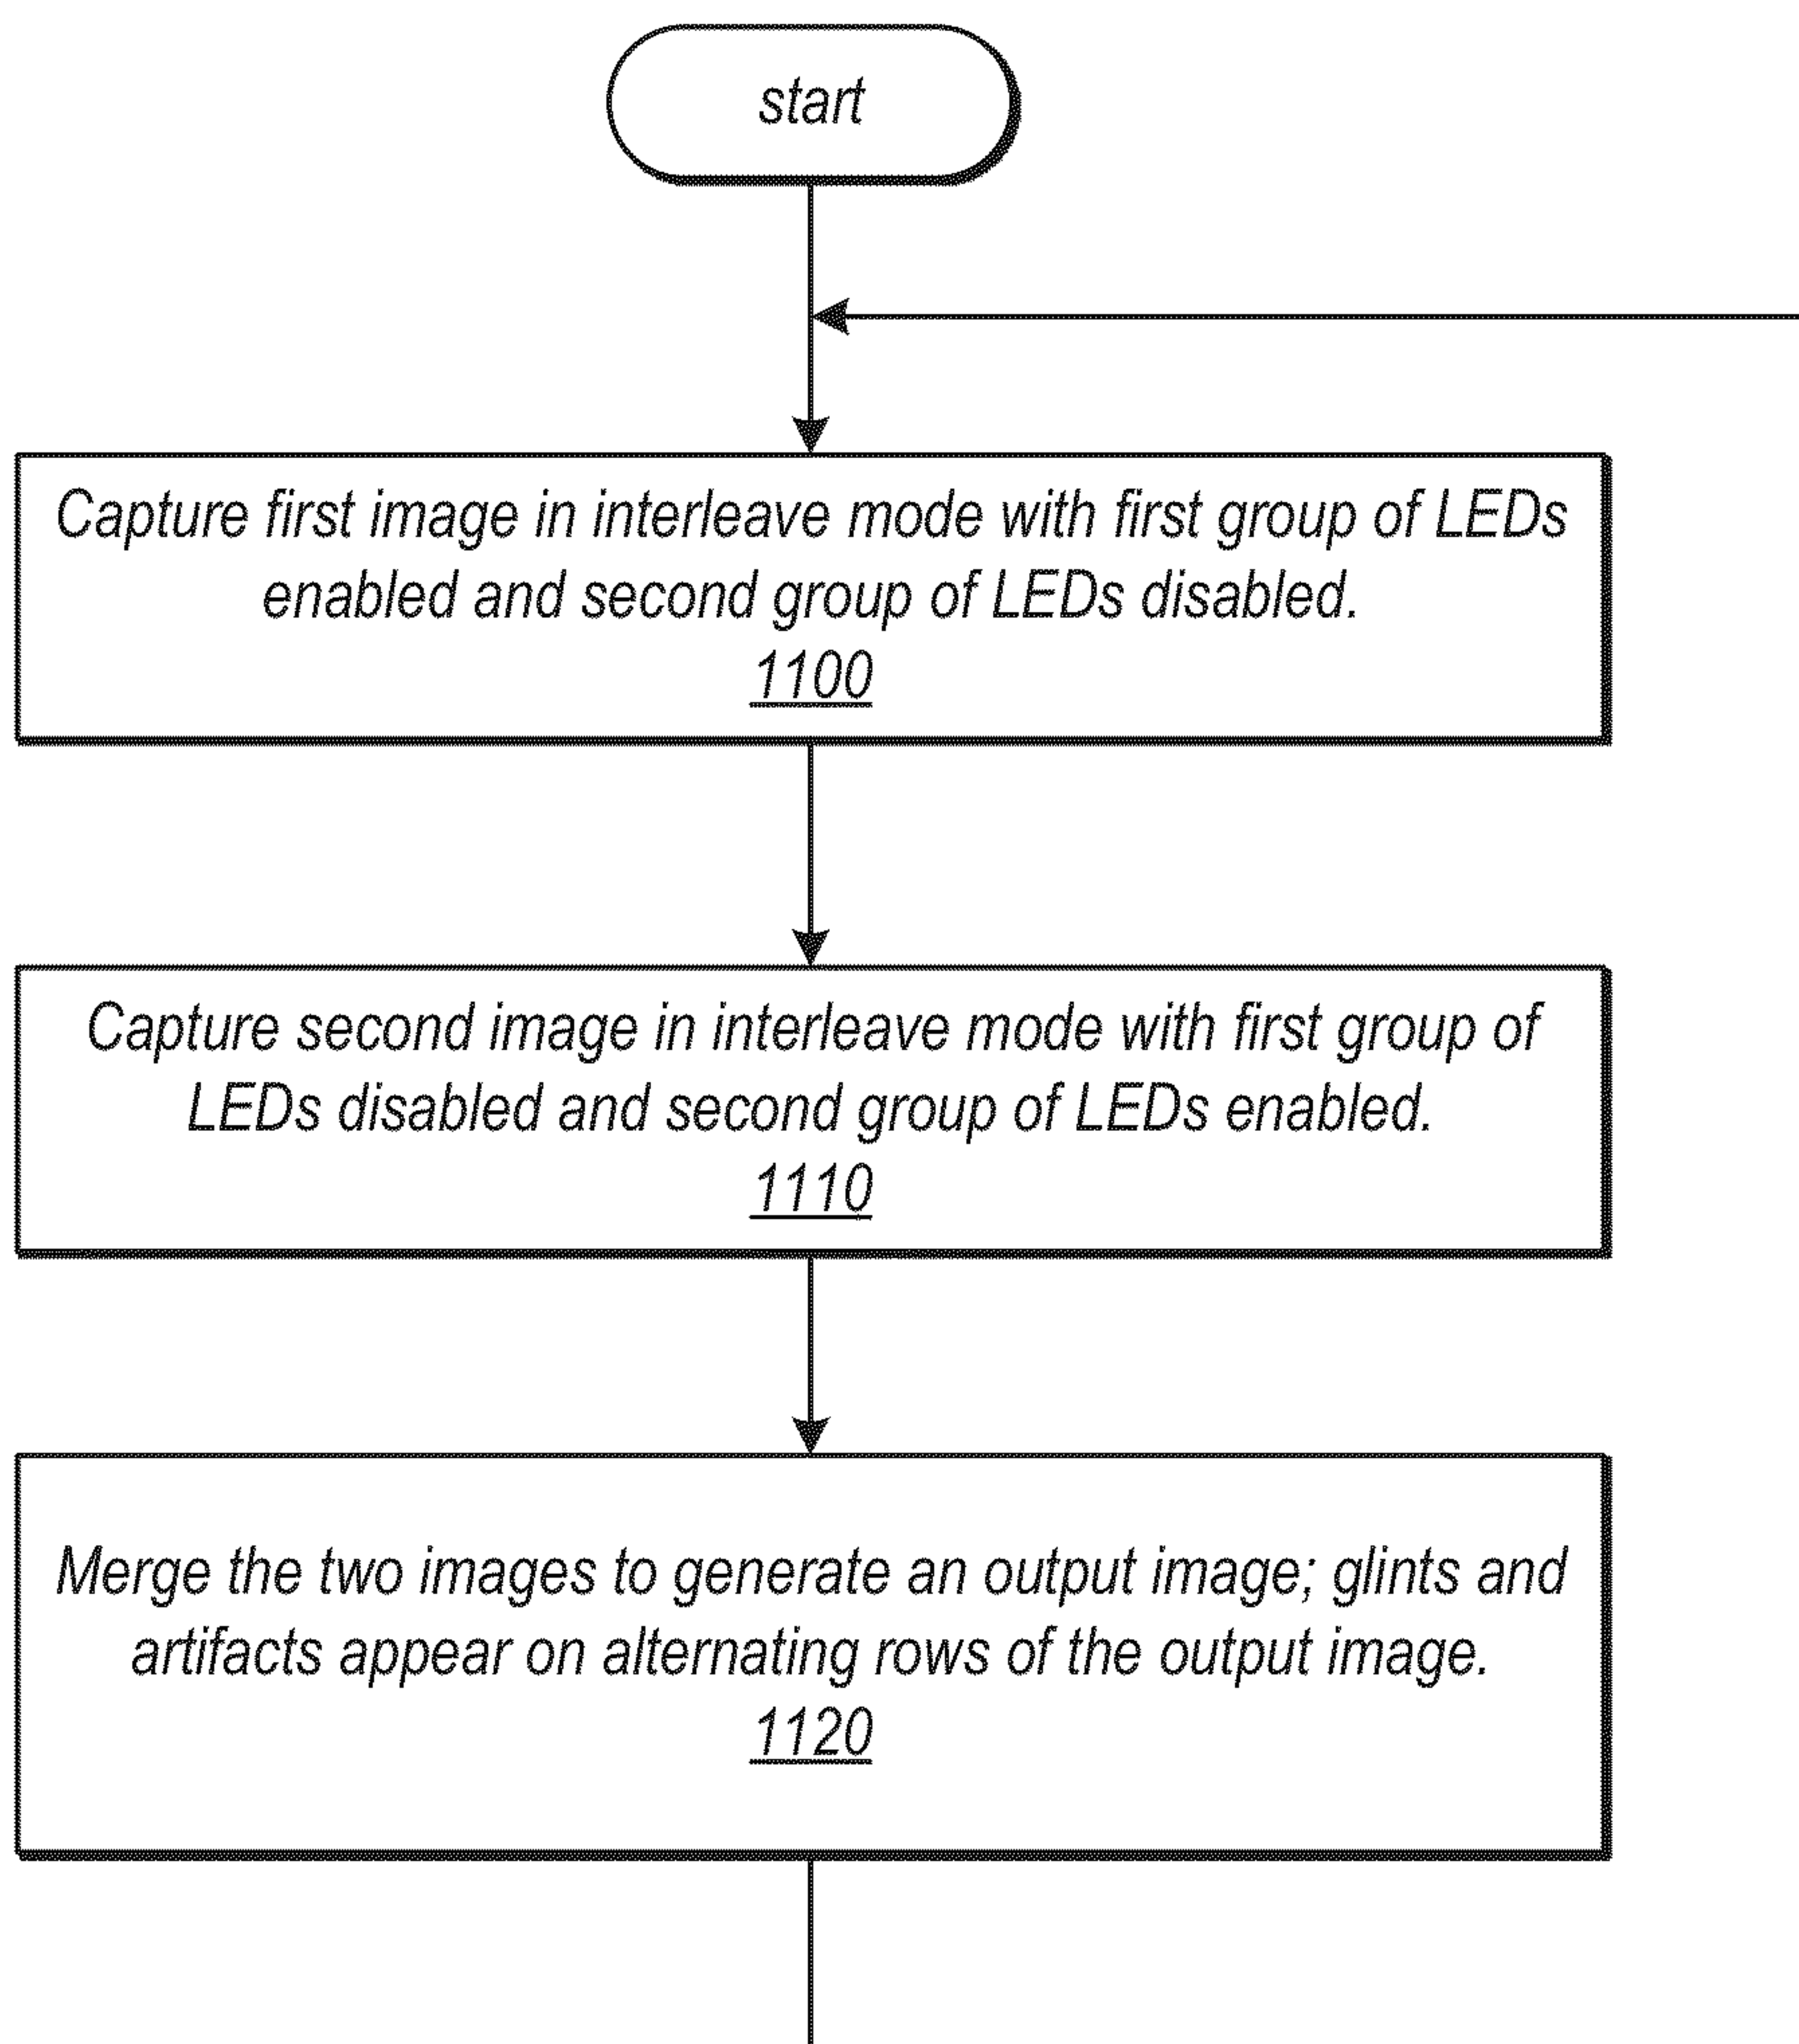 start
Capture first image in interleave mode with first group of LEDs
enabled and second group of LEDs disabled.
1100
Capture second image in interleave mode with first group of
LEDs disabled and second group of LEDs enabled.
1110
Merge the two images to generate an output image; glints and
artifacts appear on alternating rows of the output image.
1120